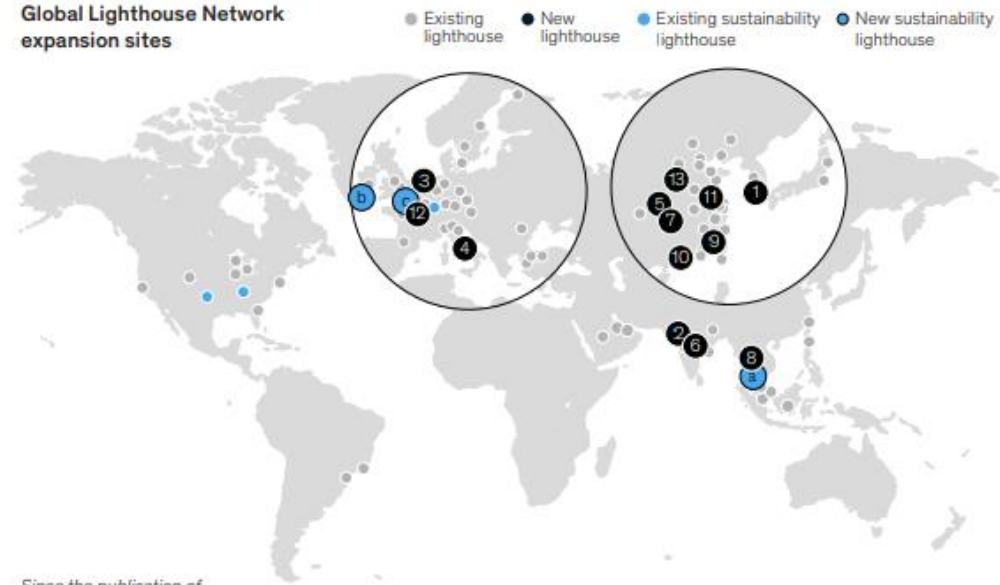 Global Lighthouse Network
expansion sites
Existing
lighthouse
New
lighthouse
Existing sustainability
lighthouse
New sustainability
lighthouse
3
b
c
12
4
13
5
11
1
7
9
10
2
6
8
a
Since the publication of